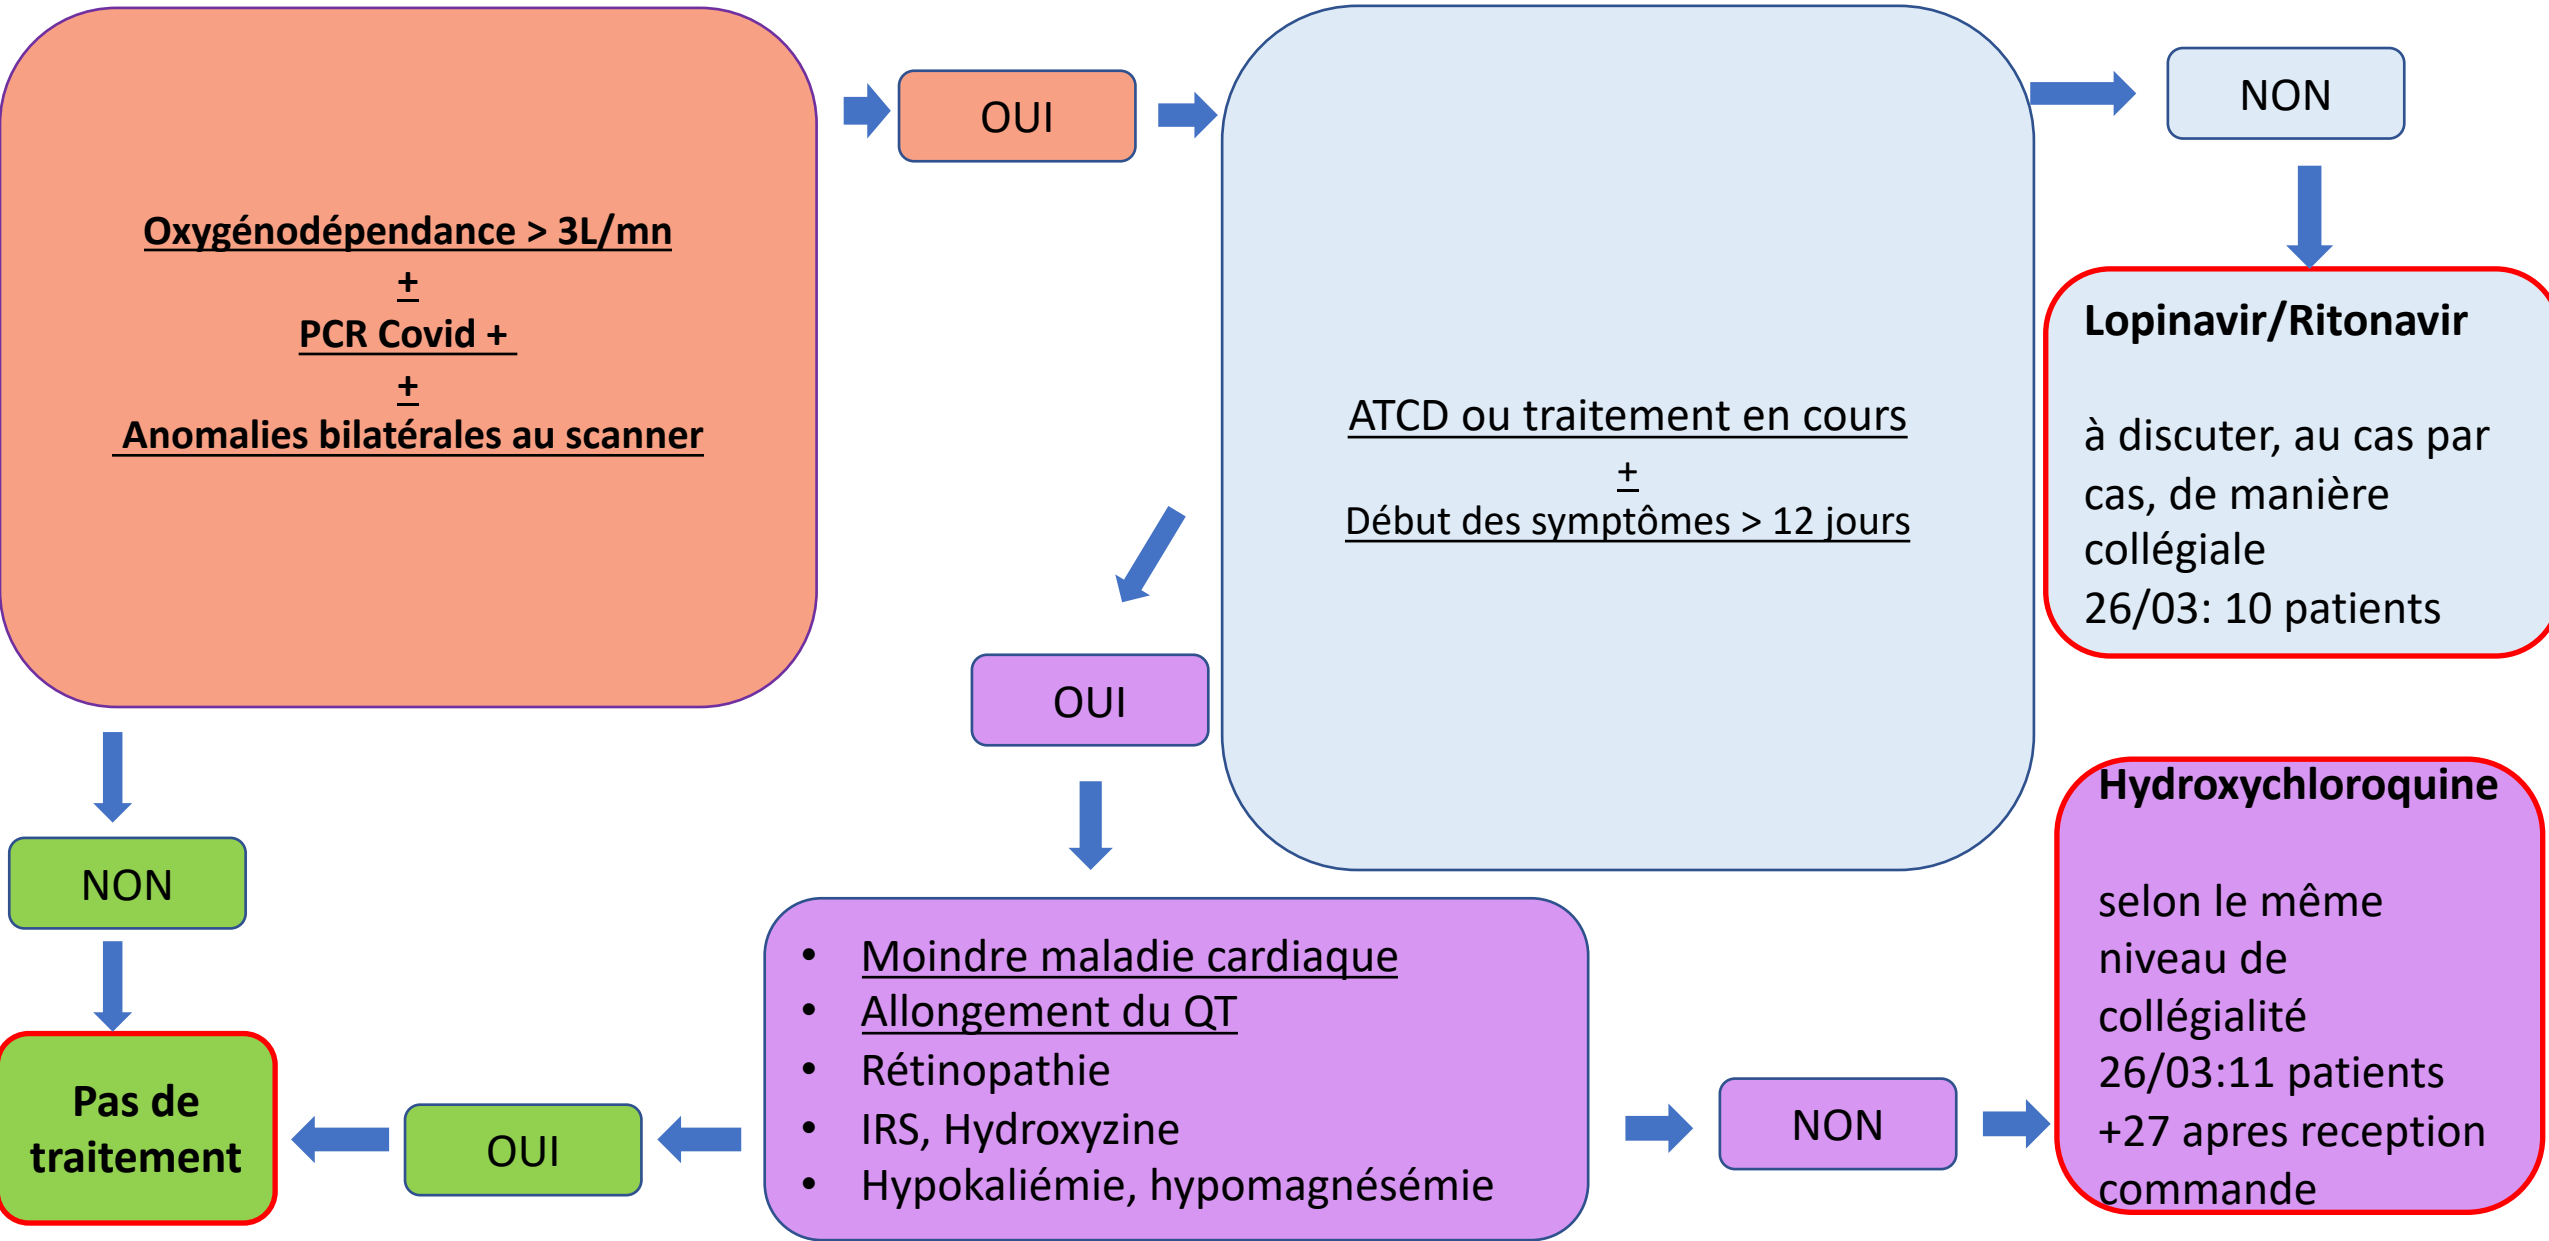 Oxygénodépendance > 3L/mn
±
PCR Covid +
±
Anomalies bilatérales au scanner
OUI
ATCD ou traitement en cours
±
Début des symptômes > 12 jours
NON
Lopinavir/Ritonavir
à discuter, au cas par
cas, de manière
collégiale
26/03: 10 patients
OUI
NON
Pas de
traitement
OUI
• Moindre maladie cardiaque
• Allongement du QT
• Rétinopathie
• IRS, Hydroxyzine
• Hypokaliémie, hypomagnésémie
NON
Hydroxychloroquine
selon le même
niveau de
collégialité
26/03:11 patients
+27 apres reception
commande